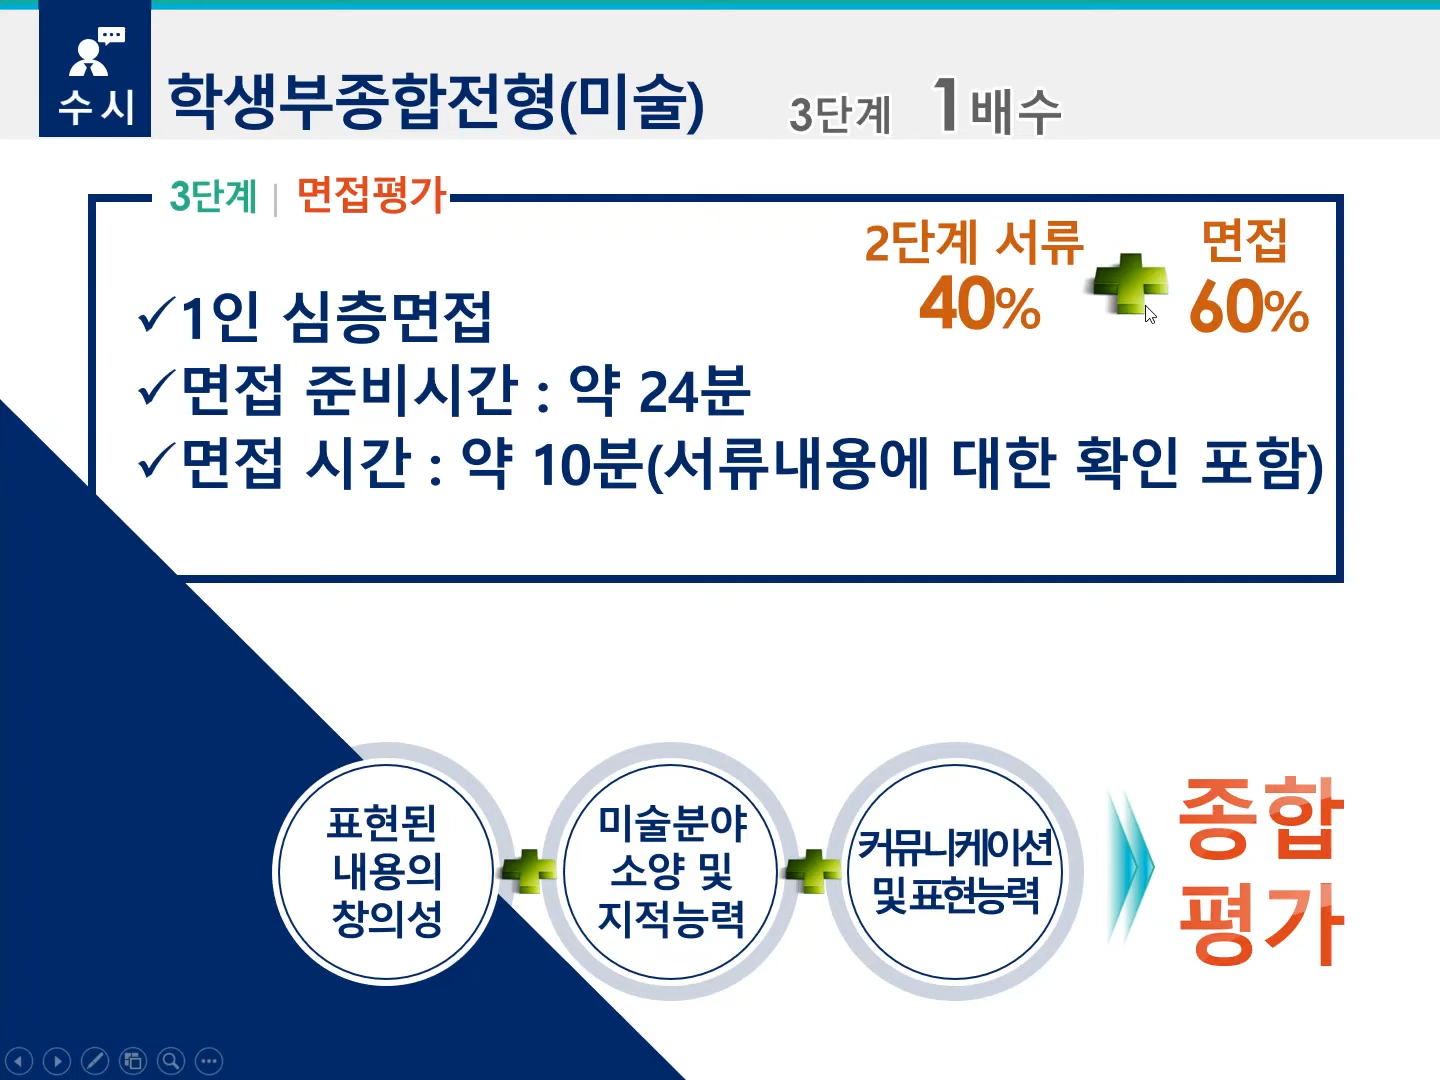 수시
학생부종합전형(미술) 3단계 1배수
3단계 | 면접평가
2단계 서류 면접
40% 60%
✓1인 심층면접
✓면접 준비시간 : 약 24분
✓면접 시간 : 약 10분(서류내용에 대한 확인 포함)
표현된
내용의
창의성
미술분야
소양 및
지적능력
커뮤니케이션
및 표현능력
종합
평가